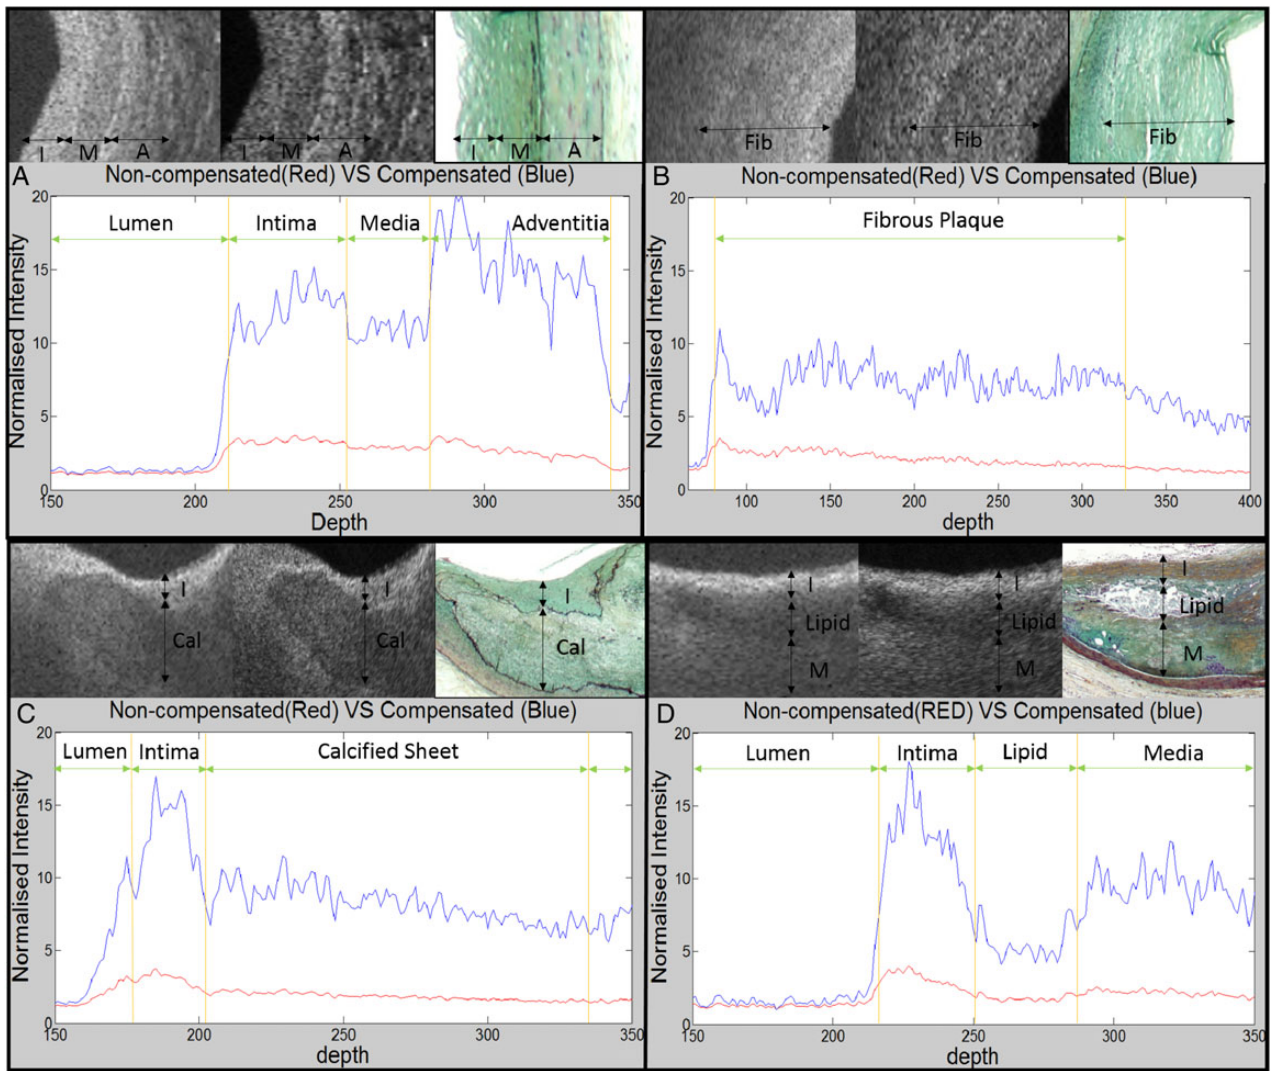 I M A I M A I M A
Fib Fib Fib
A Non-compensated(Red) VS Compensated (Blue)
20
15
10
5
0
Normalised Intensity
Lumen Intima Media Adventitia
150 200 250 300 350
Depth
B Non-compensated(Red) VS Compensated (Blue)
20
15
10
5
0
Normalised Intensity
Fibrous Plaque
100 150 200 250 300 350 400
depth
I I I
Cal Cal Cal
I I I
Lipid Lipid Lipid
M M M
C Non-compensated(Red) VS Compensated (Blue)
20
15
10
5
0
Normalised Intensity
Lumen Intima Calcified Sheet
150 200 250 300 350
depth
D Non-compensated(RED) VS Compensated (blue)
20
15
10
5
0
Normalised Intensity
Lumen Intima Lipid Media
150 200 250 300 350
depth